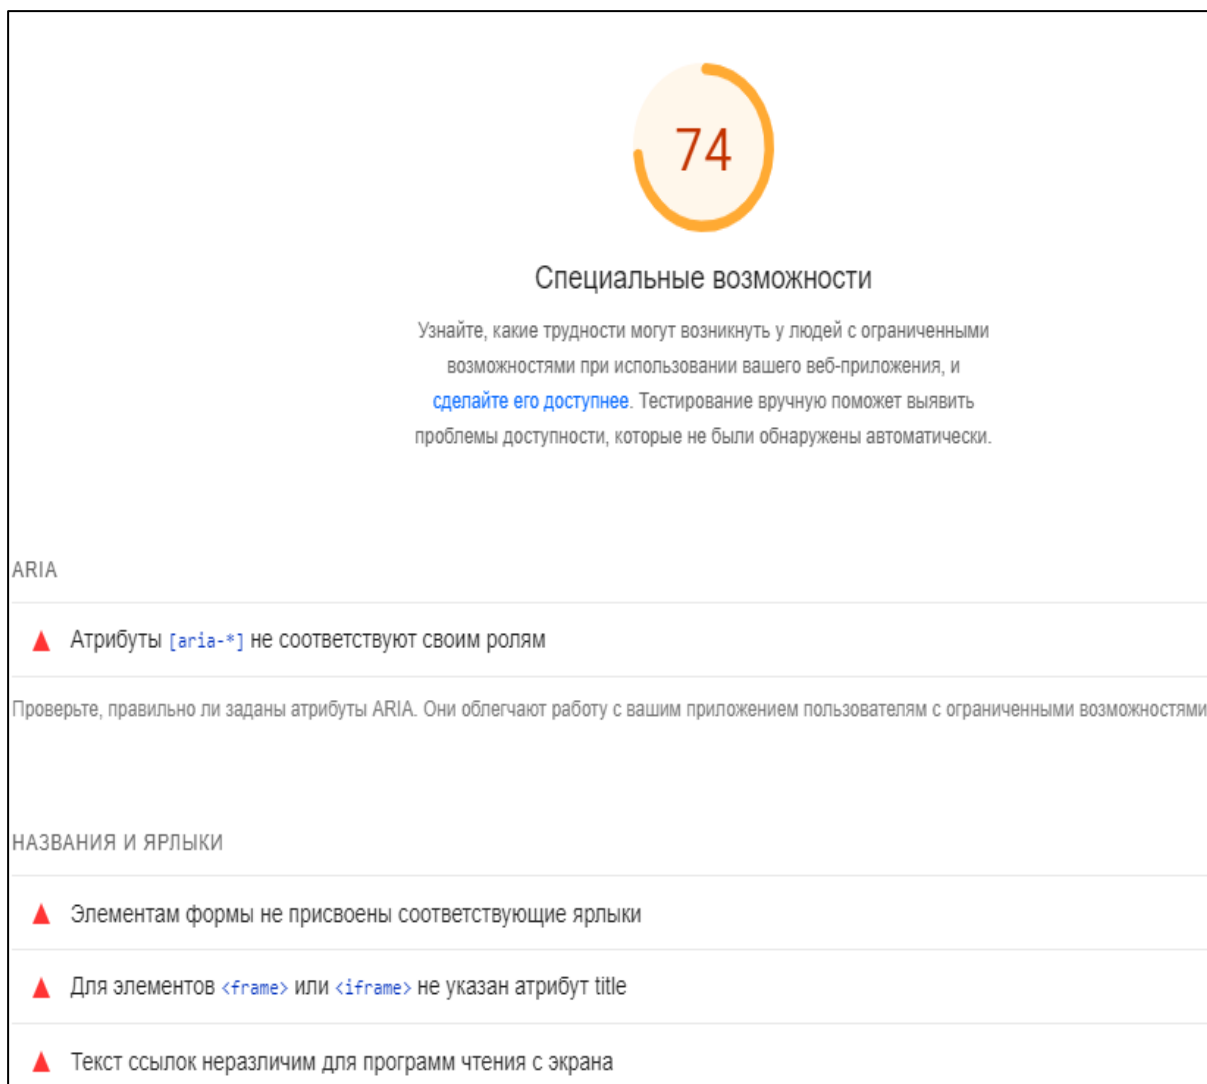 74
Специальные возможности
Узнайте, какие трудности могут возникнуть у людей с ограниченными
возможностями при использовании вашего веб-приложения, и
сделайте его доступнее. Тестирование вручную поможет выявить
проблемы доступности, которые не были обнаружены автоматически.
ARIA
Атрибуты [aria-*] не соответствуют своим ролям
Проверьте, правильно ли заданы атрибуты ARIA. Они облегчают работу с вашим приложением пользователям с ограниченными возможностями
НАЗВАНИЯ И ЯРЛЫКИ
Элементам формы не присвоены соответствующие ярлыки
Для элементов <frame> или <iframe> не указан атрибут title
Текст ссылок неразличим для программ чтения с экрана